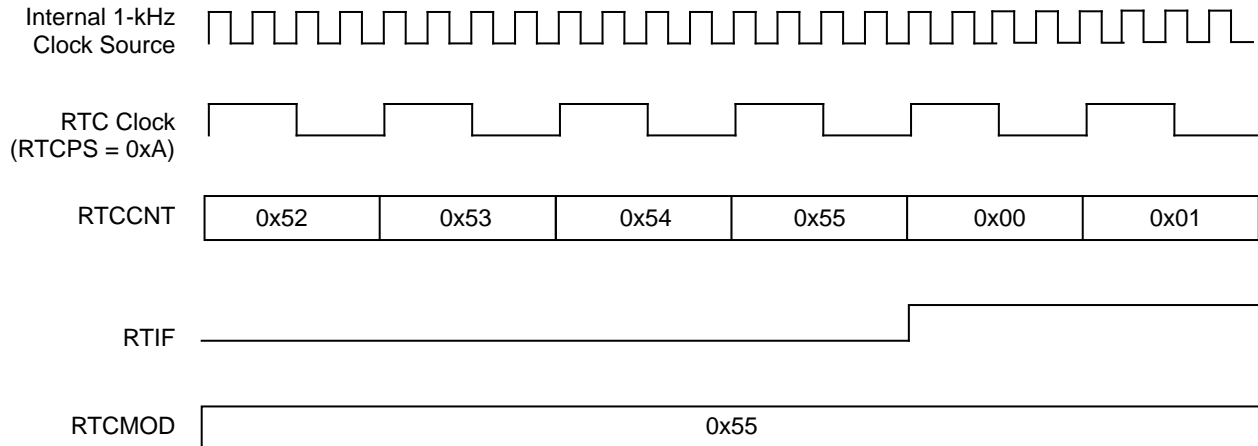 Internal 1-kHz
Clock Source
RTC Clock
(RTCPS = 0xA)
RTCCNT
0x52 0x53 0x54 0x55 0x00 0x01
RTIF
RTCMOD
0x55